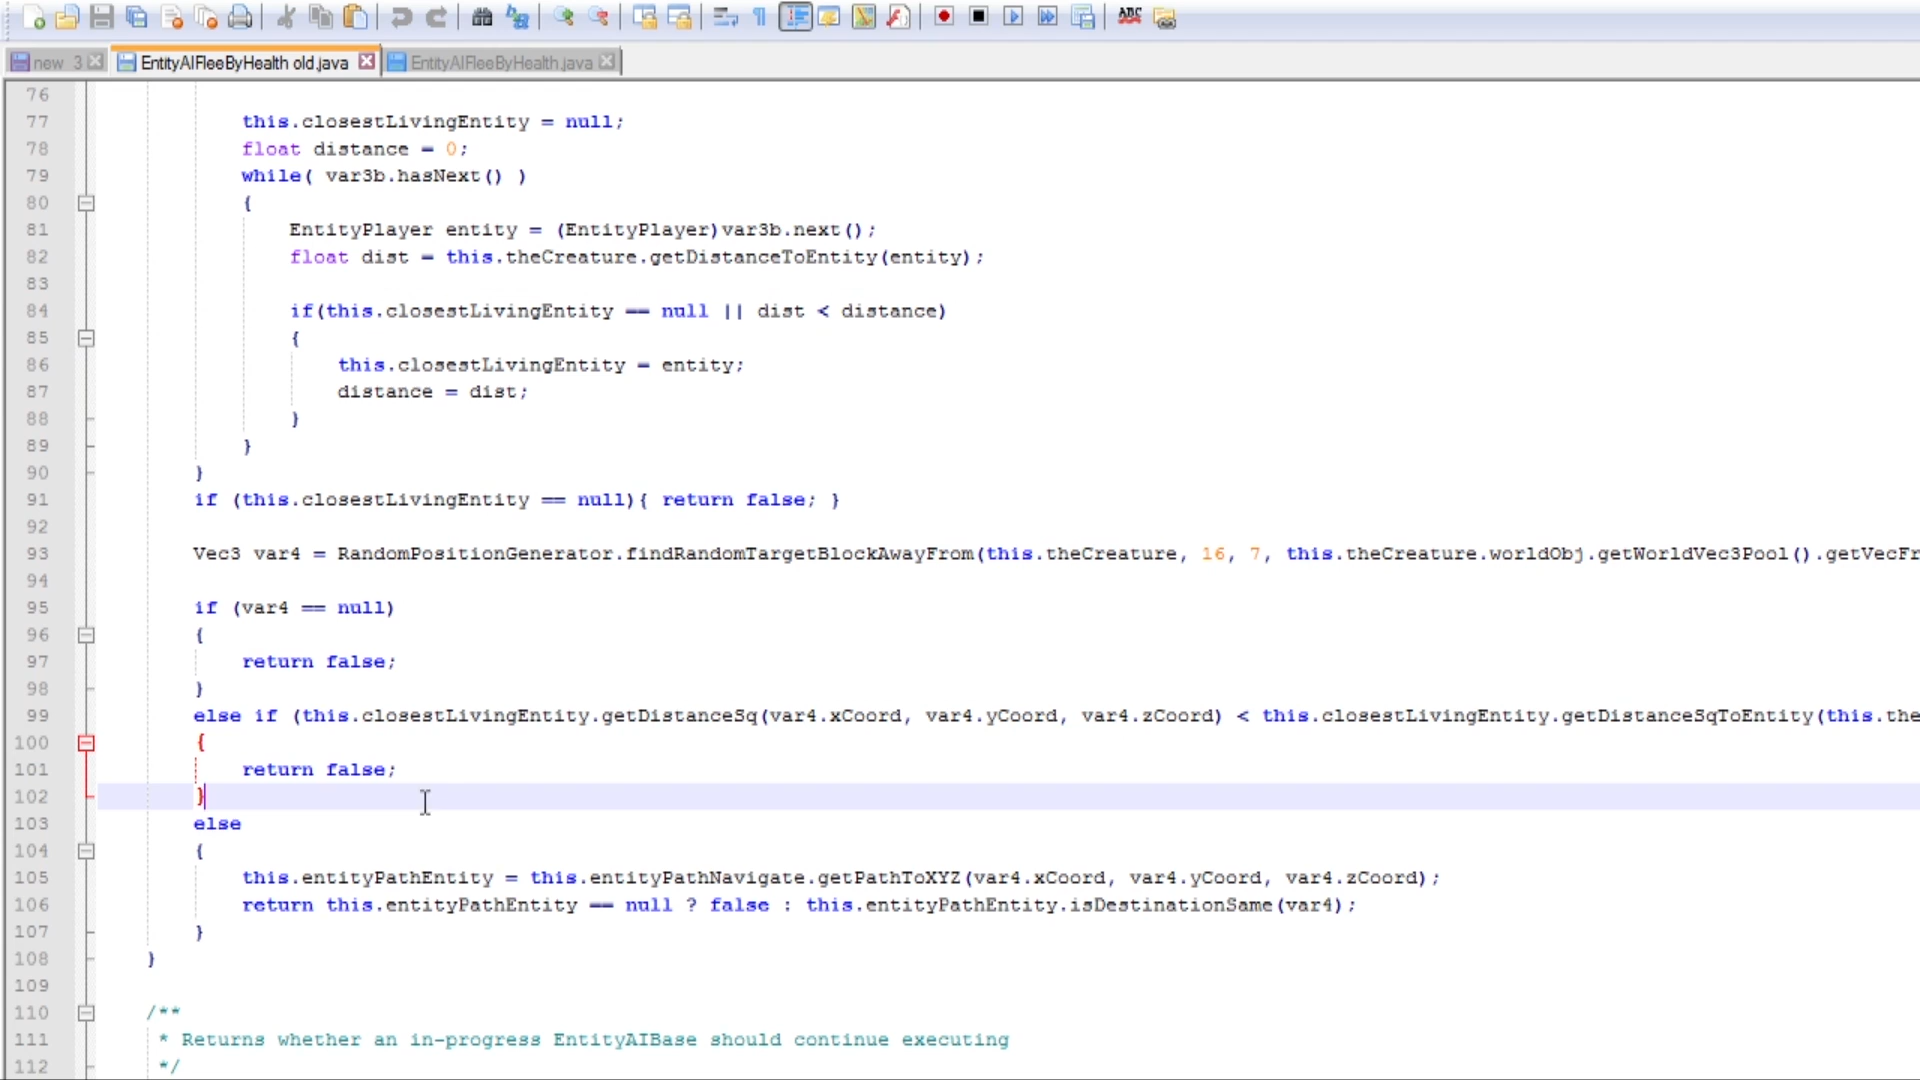 new 3
EntityAIFleeByHealth old.java
EntityAIFleeByHealth.java
76
77 this.closestLivingEntity = null;
78 float distance = 0;
79 while( var3b.hasNext() )
80 {
81 EntityPlayer entity = (EntityPlayer)var3b.next();
82 float dist = this.theCreature.getDistanceToEntity(entity);
83
84 if(this.closestLivingEntity == null || dist < distance)
85 {
86 this.closestLivingEntity = entity;
87 distance = dist;
88 }
89 }
90 }
91 if (this.closestLivingEntity == null){ return false; }
92
93 Vec3 var4 = RandomPositionGenerator.findRandomTargetBlockAwayFrom(this.theCreature, 16, 7, this.theCreature.worldObj.getWorldVec3Pool().getVecFr
94
95 if (var4 == null)
96 {
97 return false;
98 }
99 else if (this.closestLivingEntity.getDistanceSq(var4.xCoord, var4.yCoord, var4.zCoord) < this.closestLivingEntity.getDistanceSqToEntity(this.the
100 {
101 return false;
102 }
103 else
104 {
105 this.entityPathEntity = this.entityPathNavigate.getPathToXYZ(var4.xCoord, var4.yCoord, var4.zCoord);
106 return this.entityPathEntity == null ? false : this.entityPathEntity.isDestinationSame(var4);
107 }
108 }
109
110 /**
111 * Returns whether an in-progress EntityAIBase should continue executing
112 */